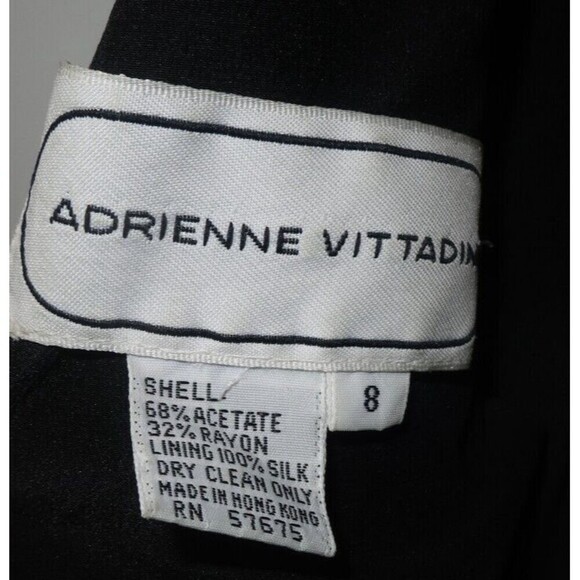 ADRIENNE VITTADIN
SHELL
68% ACETATE
32% RAYON
LINING 100% SILK
DRY CLEAN ONLY
MADE IN HONG KONG
RN 57675
8